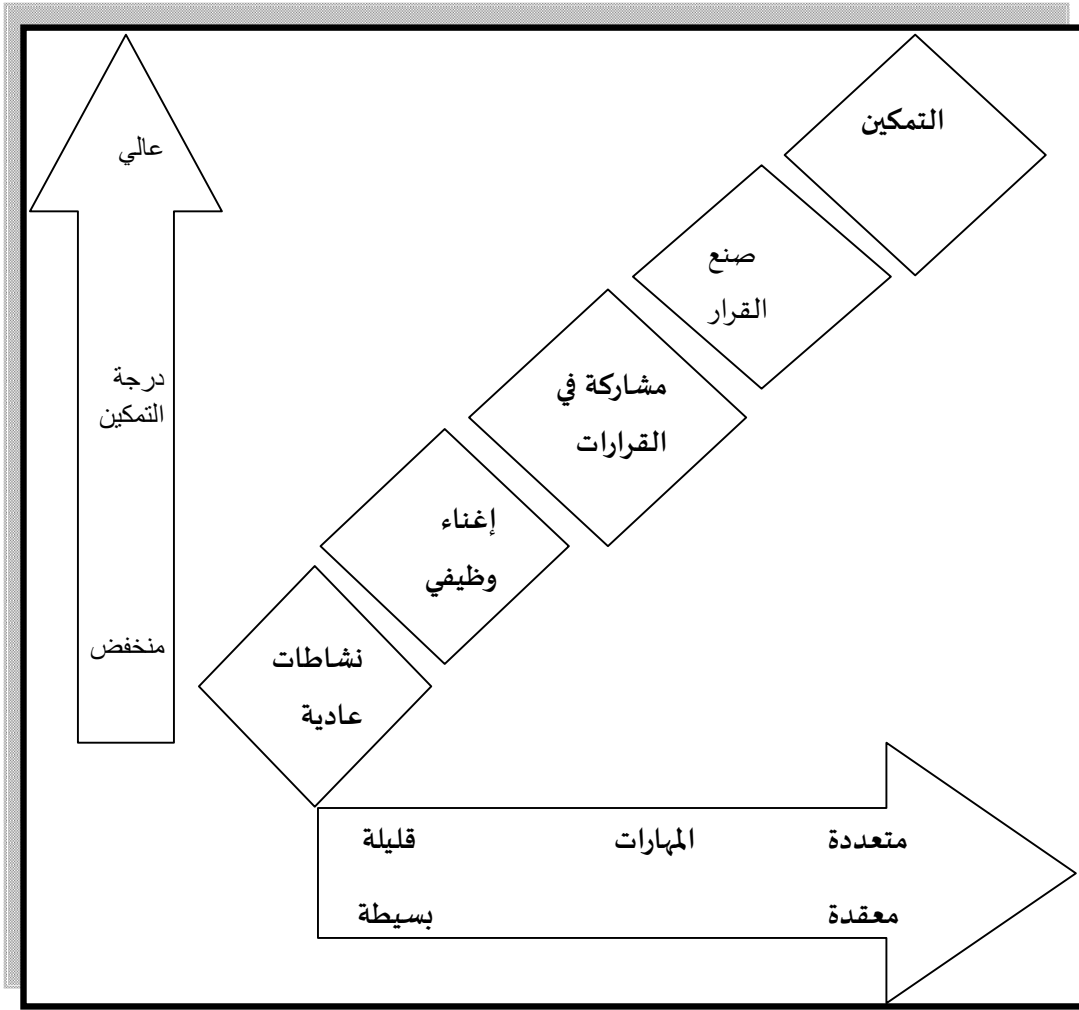 عالي
درجة
التمكين
منخفض
التمكين
صنع
القرار
مشاركة في
القرارات
إغناء
وظيفي
نشاطات
عادية
قليلة
المهارات
متعددة
بسيطة
معقدة